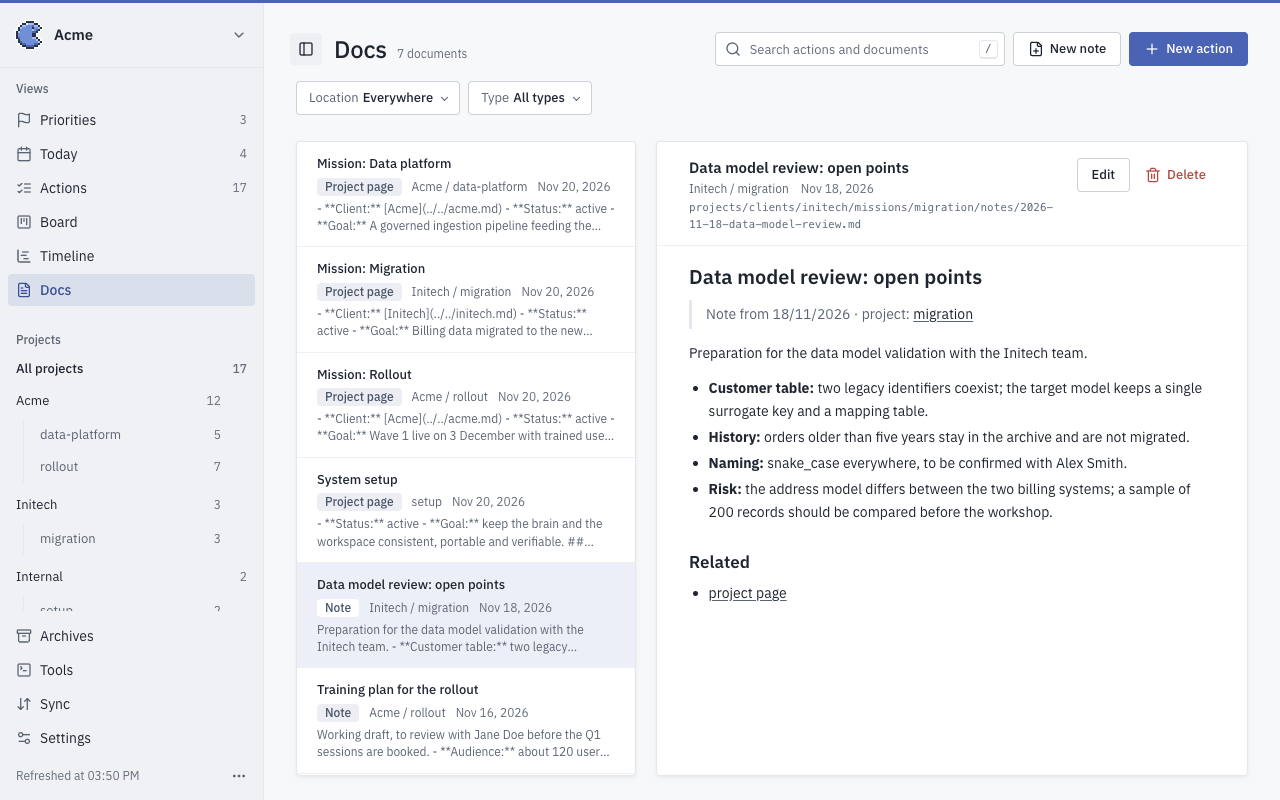 Acme
Views
Priorities 3
Today 4
Actions 17
Board
Timeline
Docs
Projects
All projects 17
Acme 12
data-platform 5
rollout 7
Initech 3
migration 3
Internal 2
setup 2
Archives
Tools
Sync
Settings
Refreshed at 03:50 PM
Docs 7 documents
Search actions and documents /
New note
New action
Location Everywhere
Type All types
Mission: Data platform
Project page Acme / data-platform Nov 20, 2026
- **Client:** [Acme](../../acme.md) - **Status:** active -
**Goal:** A governed ingestion pipeline feeding the…
Mission: Migration
Project page Initech / migration Nov 20, 2026
- **Client:** [Initech](../../initech.md) - **Status:**
active - **Goal:** Billing data migrated to the new…
Mission: Rollout
Project page Acme / rollout Nov 20, 2026
- **Client:** [Acme](../../acme.md) - **Status:** active -
**Goal:** Wave 1 live on 3 December with trained use…
System setup
Project page setup Nov 20, 2026
- **Status:** active - **Goal:** keep the brain and the
workspace consistent, portable and verifiable. ##…
Data model review: open points
Note Initech / migration Nov 18, 2026
Preparation for the data model validation with the
Initech team. - **Customer table:** two legacy…
Training plan for the rollout
Note Acme / rollout Nov 16, 2026
Working draft, to review with Jane Doe before the Q1
sessions are booked. - **Audience:** about 120 user…
Data model review: open points
Initech / migration Nov 18, 2026
projects/clients/initech/missions/migration/notes/2026-
11-18-data-model-review.md
Edit
Delete
Data model review: open points
Note from 18/11/2026 · project: migration
Preparation for the data model validation with the Initech team.
Customer table: two legacy identifiers coexist; the target model keeps a single
surrogate key and a mapping table.
History: orders older than five years stay in the archive and are not migrated.
Naming: snake_case everywhere, to be confirmed with Alex Smith.
Risk: the address model differs between the two billing systems; a sample of
200 records should be compared before the workshop.
Related
project page